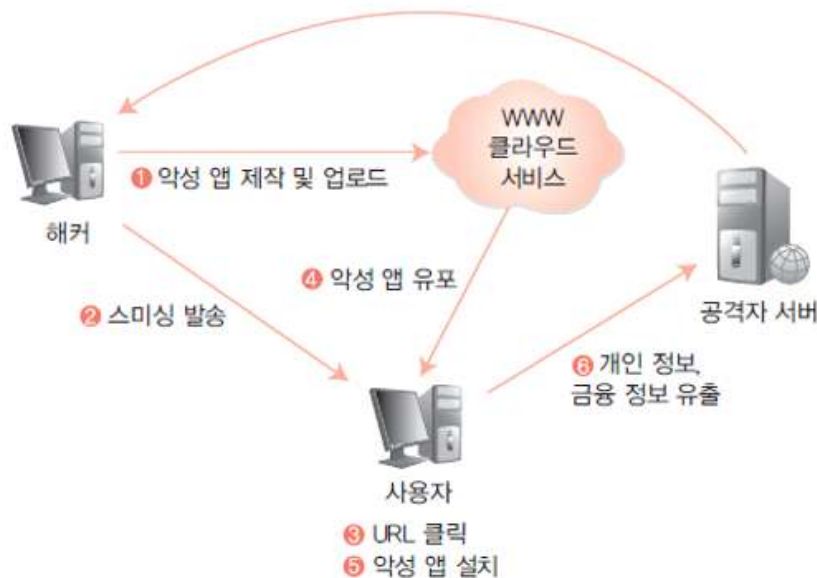 WWW
클라우드
서비스
❶ 악성 앱 제작 및 업로드
해커
❹ 악성 앱 유포
❷ 스미싱 발송
공격자 서버
❻ 개인 정보,
금융 정보 유출
사용자
❸ URL 클릭
❺ 악성 앱 설치